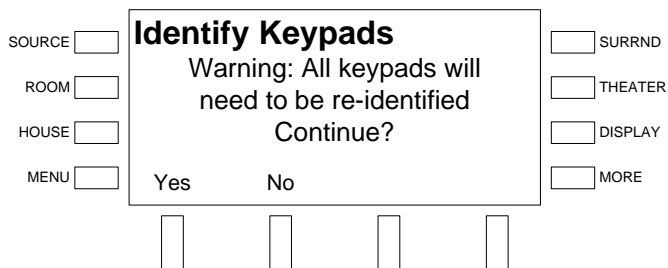 Identify Keypads
SOURCE
SURRND
Warning: All keypads will
ROOM
THEATER
need to be re-identified
HOUSE
Continue?
DISPLAY
MENU
Yes No
MORE